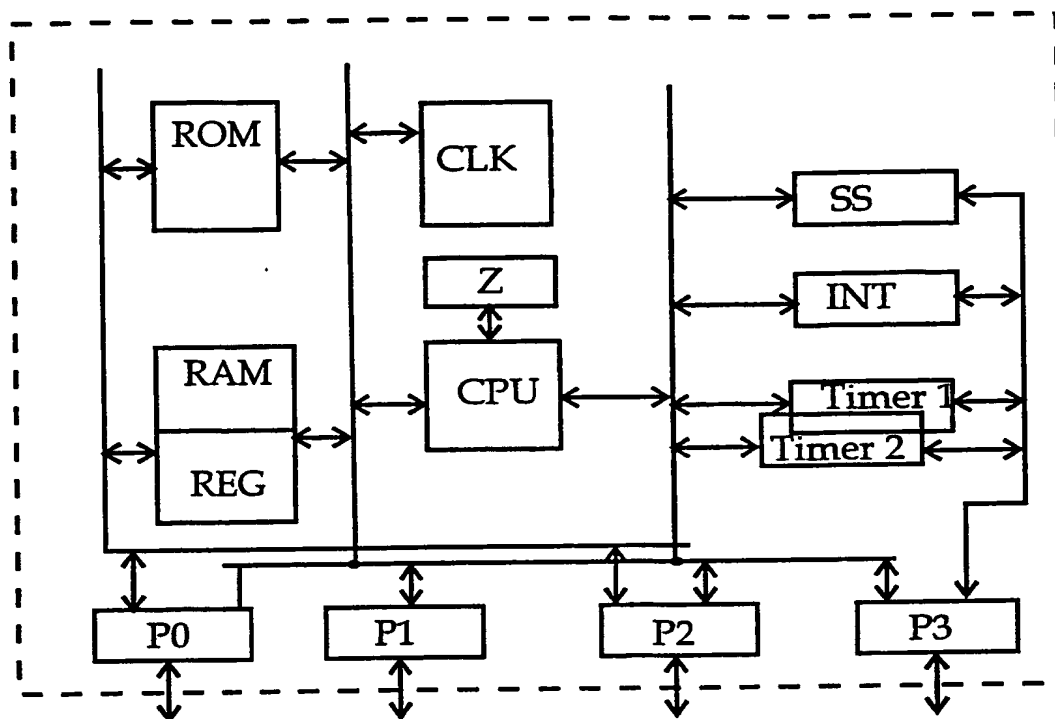 ROM
CLK
SS
Z
INT
RAM
CPU
Timer 1
Timer 2
REG
P0
P1
P2
P3